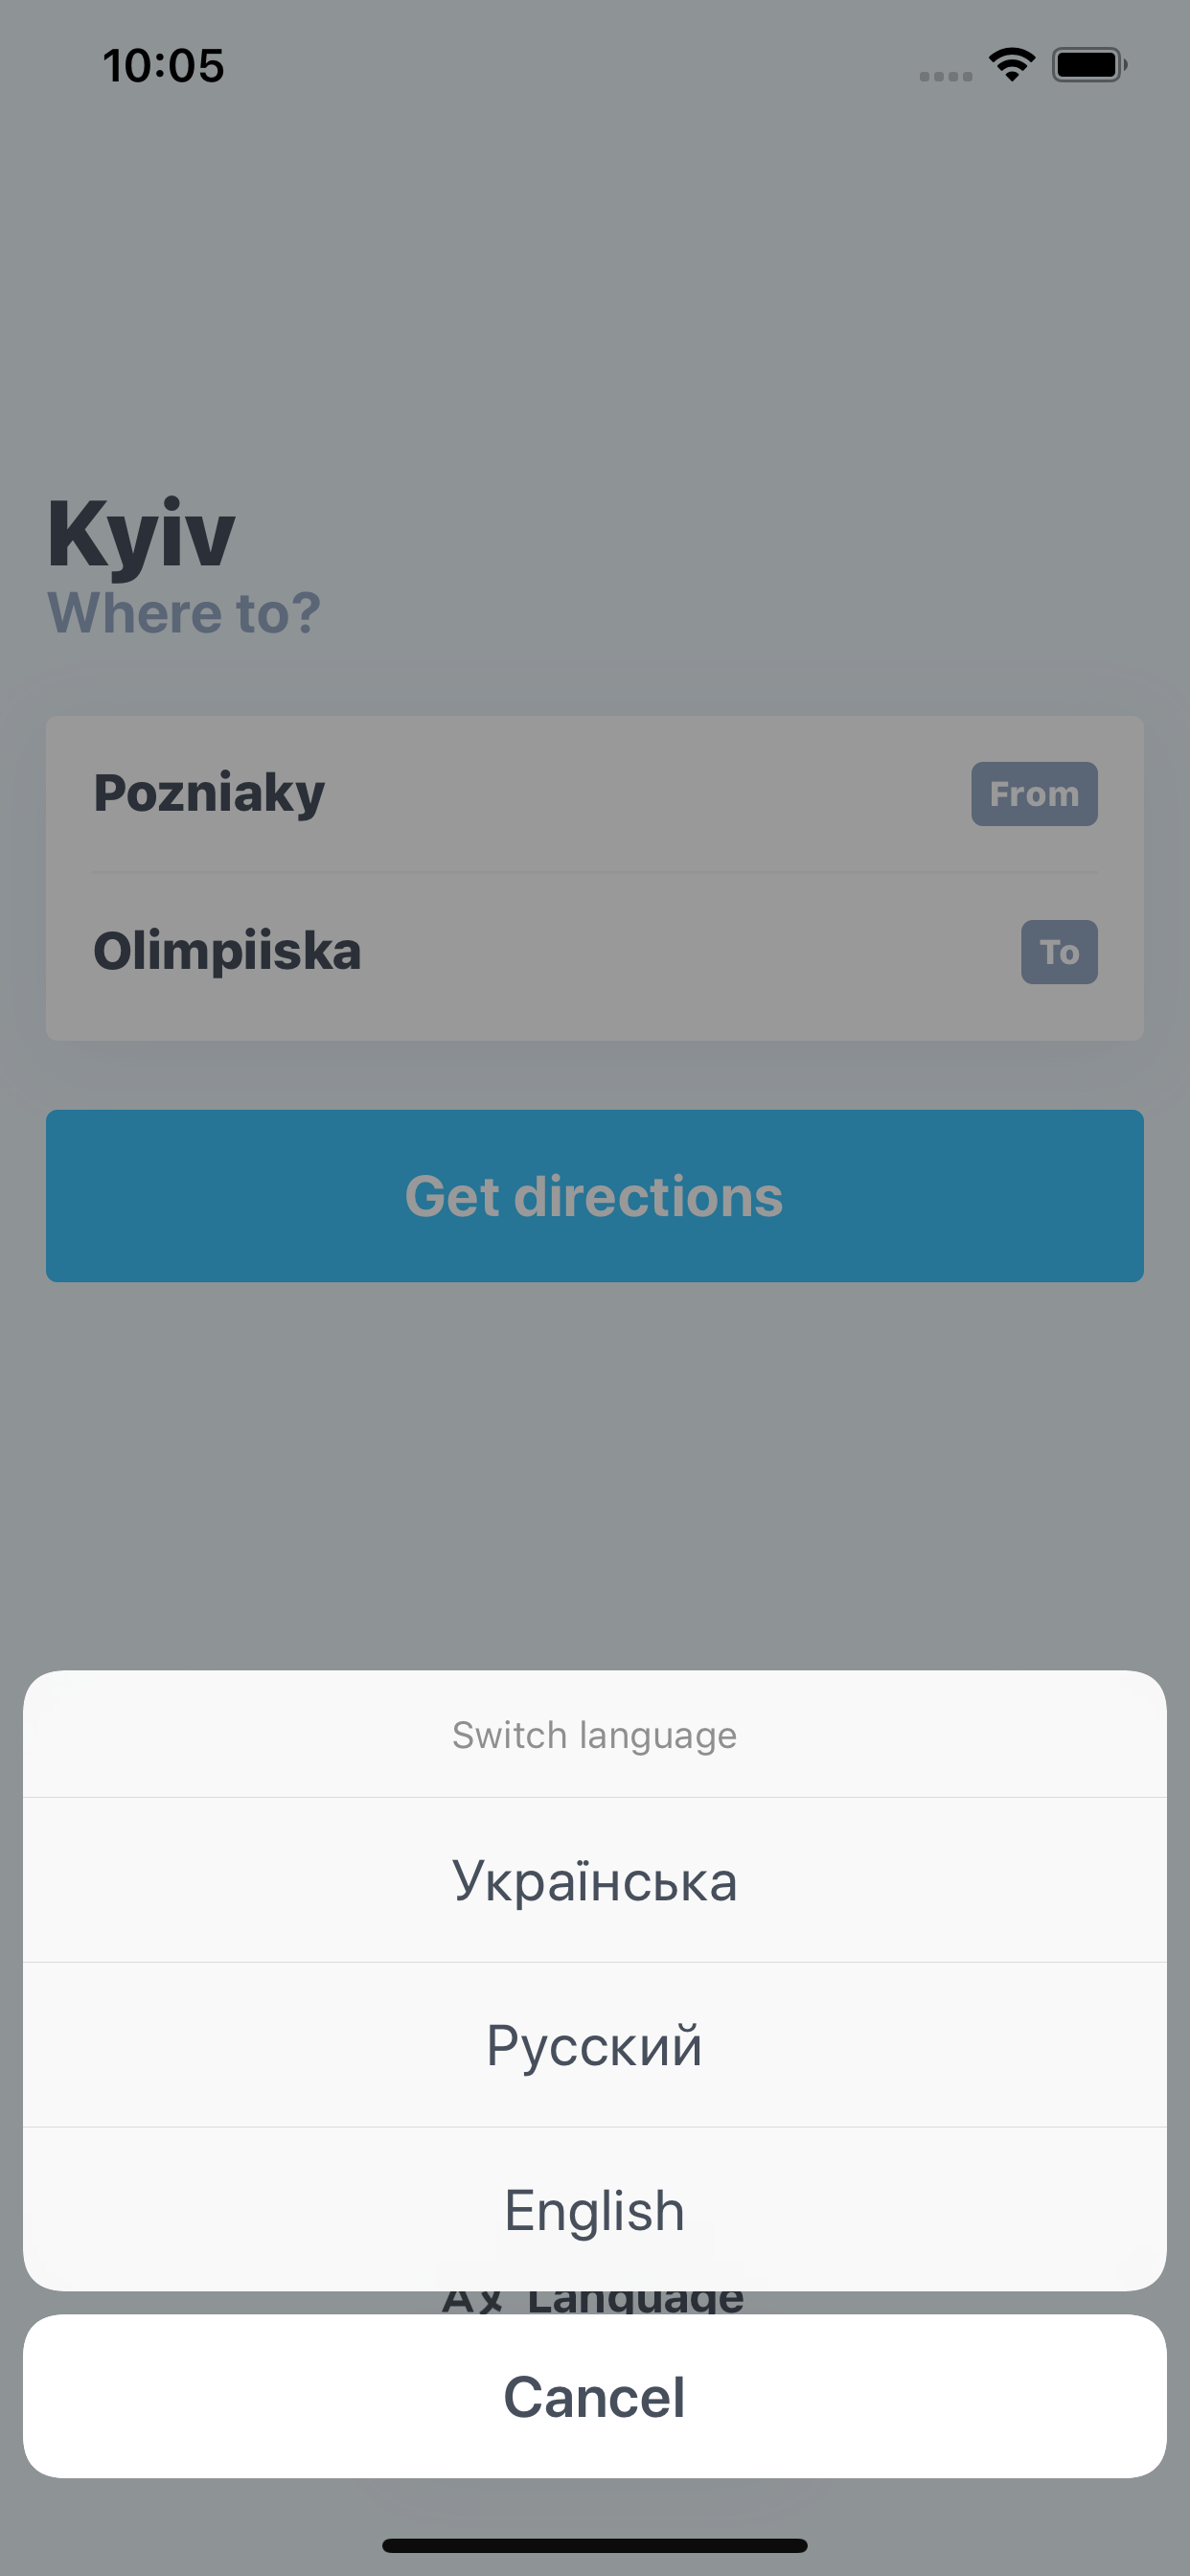 10:05
Kyiv
Where to?
Pozniaky
From
Olimpiiska
To
Get directions
Switch language
Українська
Русский
English
Language
Cancel